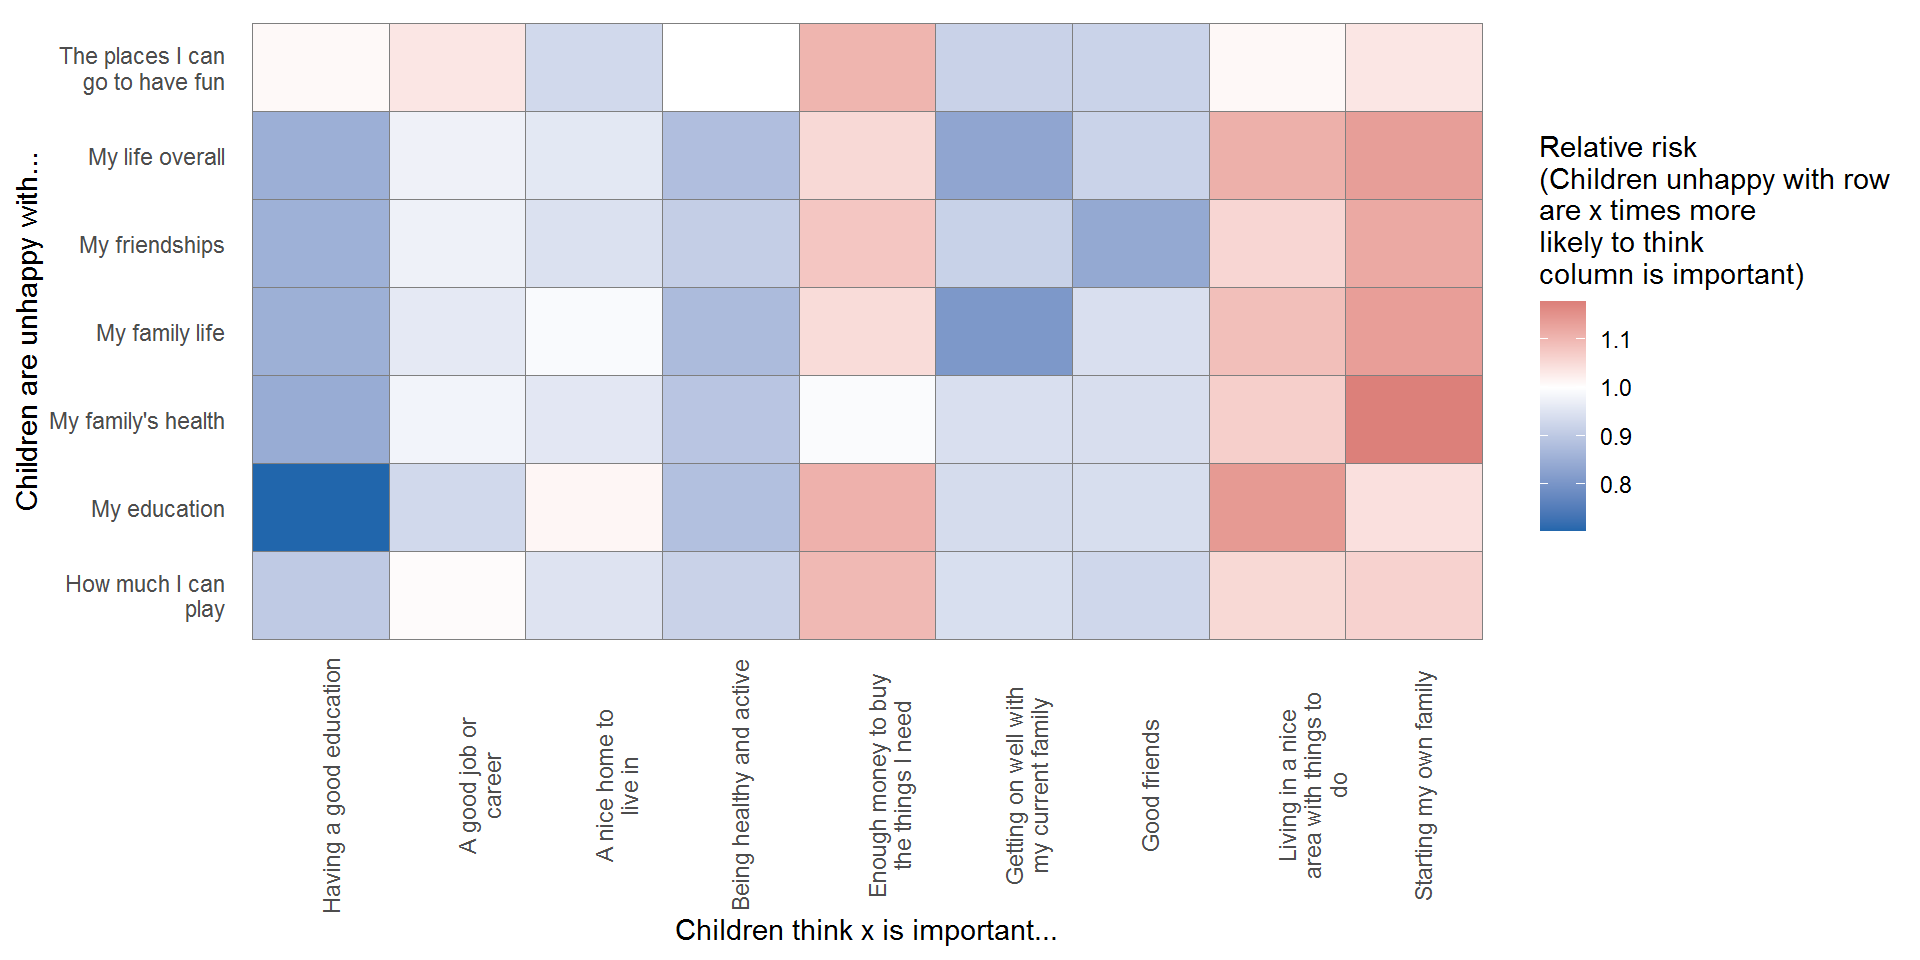 The places I can
go to have fun
My life overall
My friendships
My family life
My family's health
My education
How much I can
play
Children are unhappy with...
Having a good education
A good job or
career
A nice home to
live in
Being healthy and active
Enough money to buy
the things I need
Getting on well with
my current family
Good friends
Living in a nice
area with things to
do
Starting my own family
Children think x is important...
Relative risk
(Children unhappy with row
are x times more
likely to think
column is important)
1.1
1.0
0.9
0.8